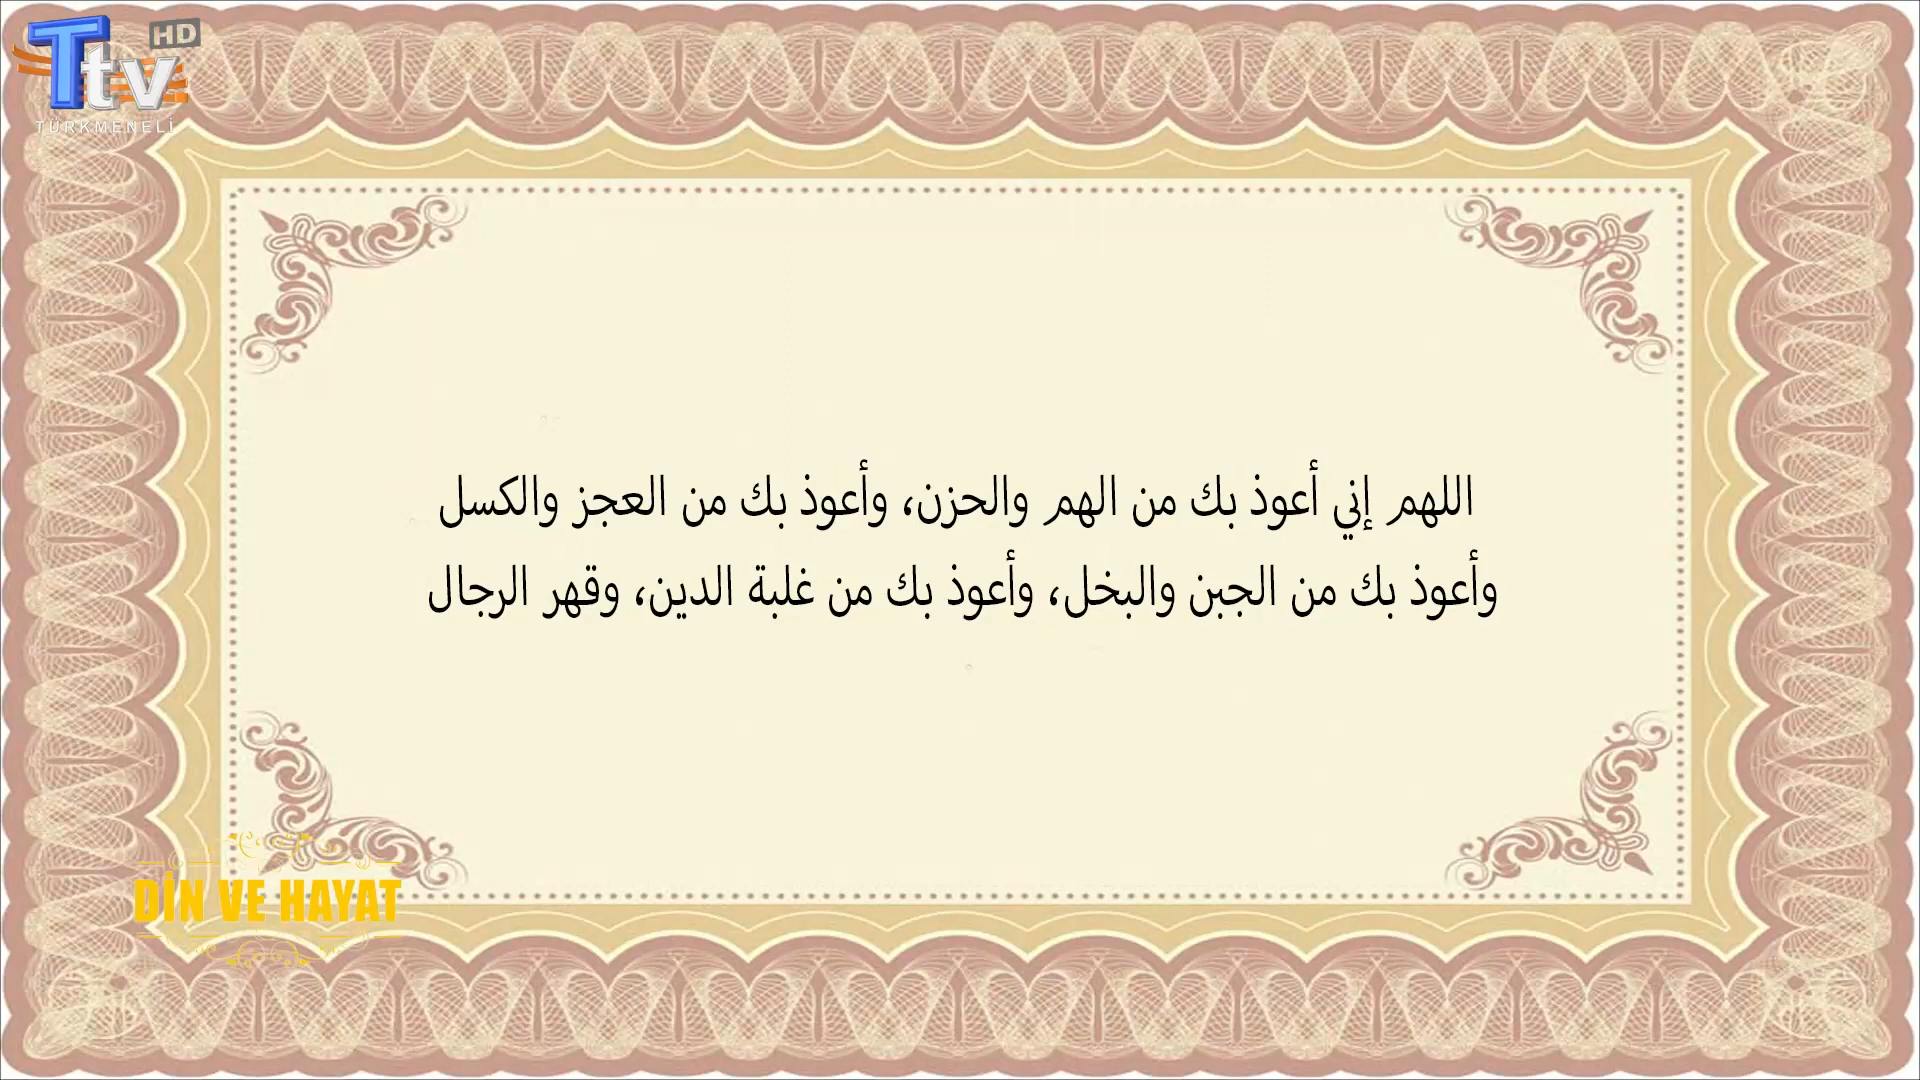 Ttv HD
TÜRKMENELİ
اللهم إني أعوذ بك من الهم والحزن، وأعوذ بك من العجز والكسل
وأعوذ بك من الجبن والبخل، وأعوذ بك من غلبة الدين، وقهر الرجال
DİN VE HAYAT